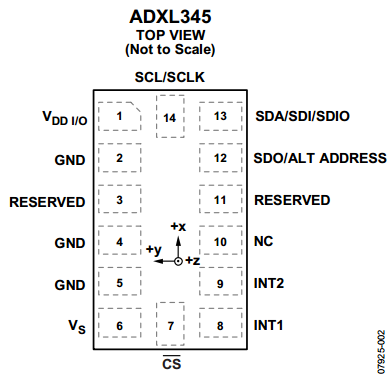 ADXL345
TOP VIEW
(Not to Scale)
SCL/SCLK
VDD I/O 1 14 13 SDA/SDI/SDIO
GND 2 12 SDO/ALT ADDRESS
RESERVED 3 11 RESERVED
+x
GND 4 +y +z 10 NC
GND 5 9 INT2
VS 6 7 8 INT1
CS
07925-002